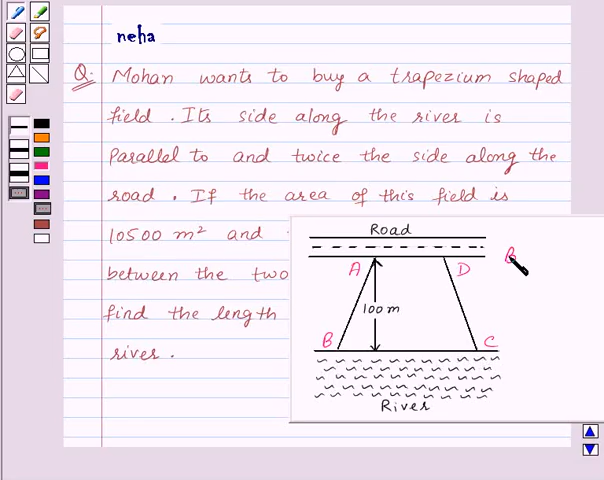 neha
Q. Mohan wants to buy a trapezium shaped
field. Its side along the river is
parallel to and twice the side along the
road. If the area of this field is
10500 m² and
between the two
find the length
river.
Road
A D
100 m
B C
River
B